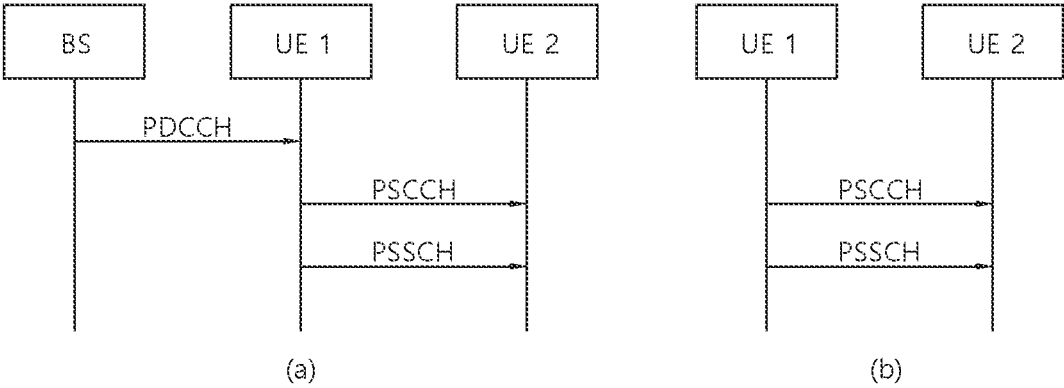 BS UE 1 UE 2 UE 1 UE 2
PDCCH
PSCCH PSCCH
PSSCH PSSCH
(a) (b)